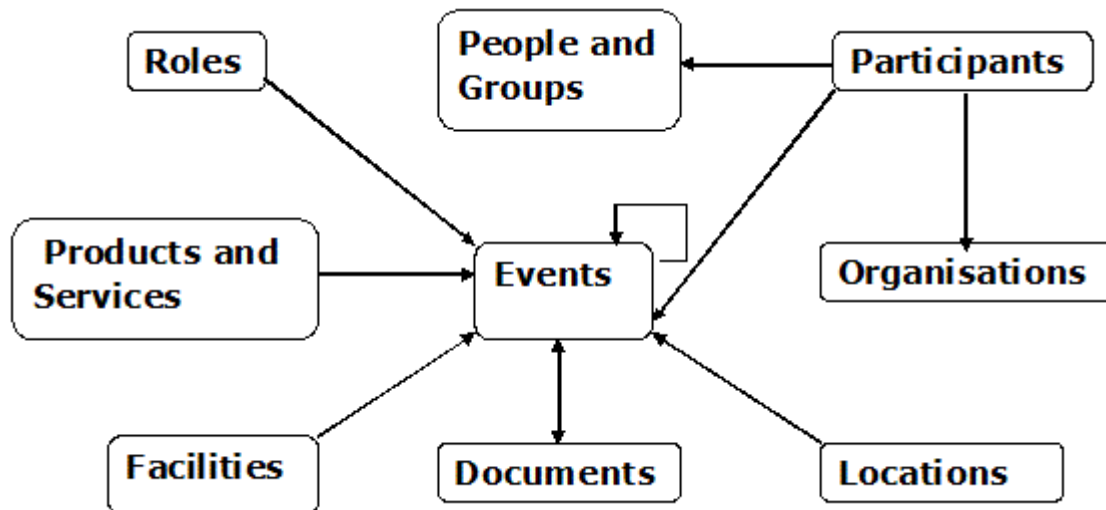 Roles
People and
Groups
Participants
Products and
Services
Events
Organisations
Facilities
Documents
Locations